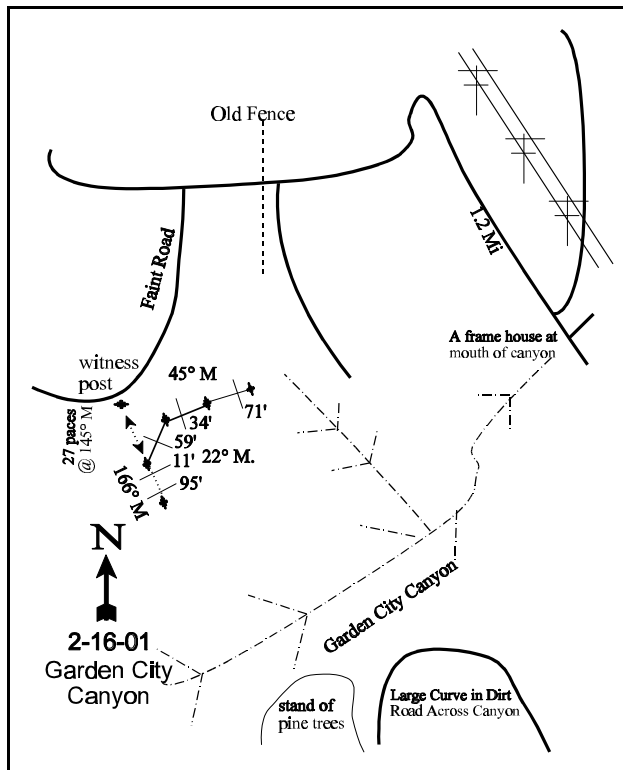 Old Fence
1.2 Mi
Faint Road
A frame house at
mouth of canyon
witness
post
45° M
71'
34'
27 paces
@ 145° M
59'
11'
22° M.
166° M
95'
N
Garden City Canyon
2-16-01
Garden City
Canyon
stand of
pine trees
Large Curve in Dirt
Road Across Canyon